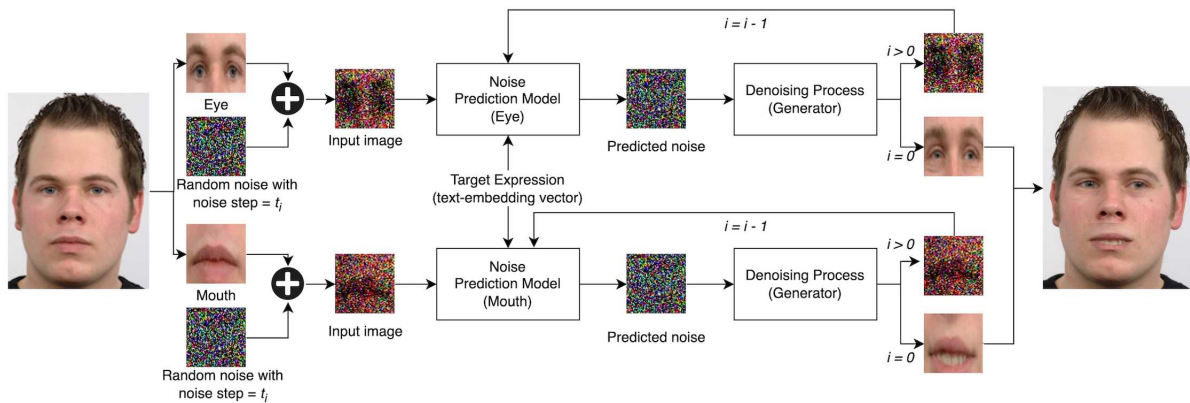 i = i - 1
Eye
Random noise with
noise step = tᵢ
Input image
Noise
Prediction Model
(Eye)
Predicted noise
Denoising Process
(Generator)
i > 0
i = 0
Target Expression
(text-embedding vector)
i = i - 1
Mouth
Random noise with
noise step = tᵢ
Input image
Noise
Prediction Model
(Mouth)
Predicted noise
Denoising Process
(Generator)
i > 0
i = 0